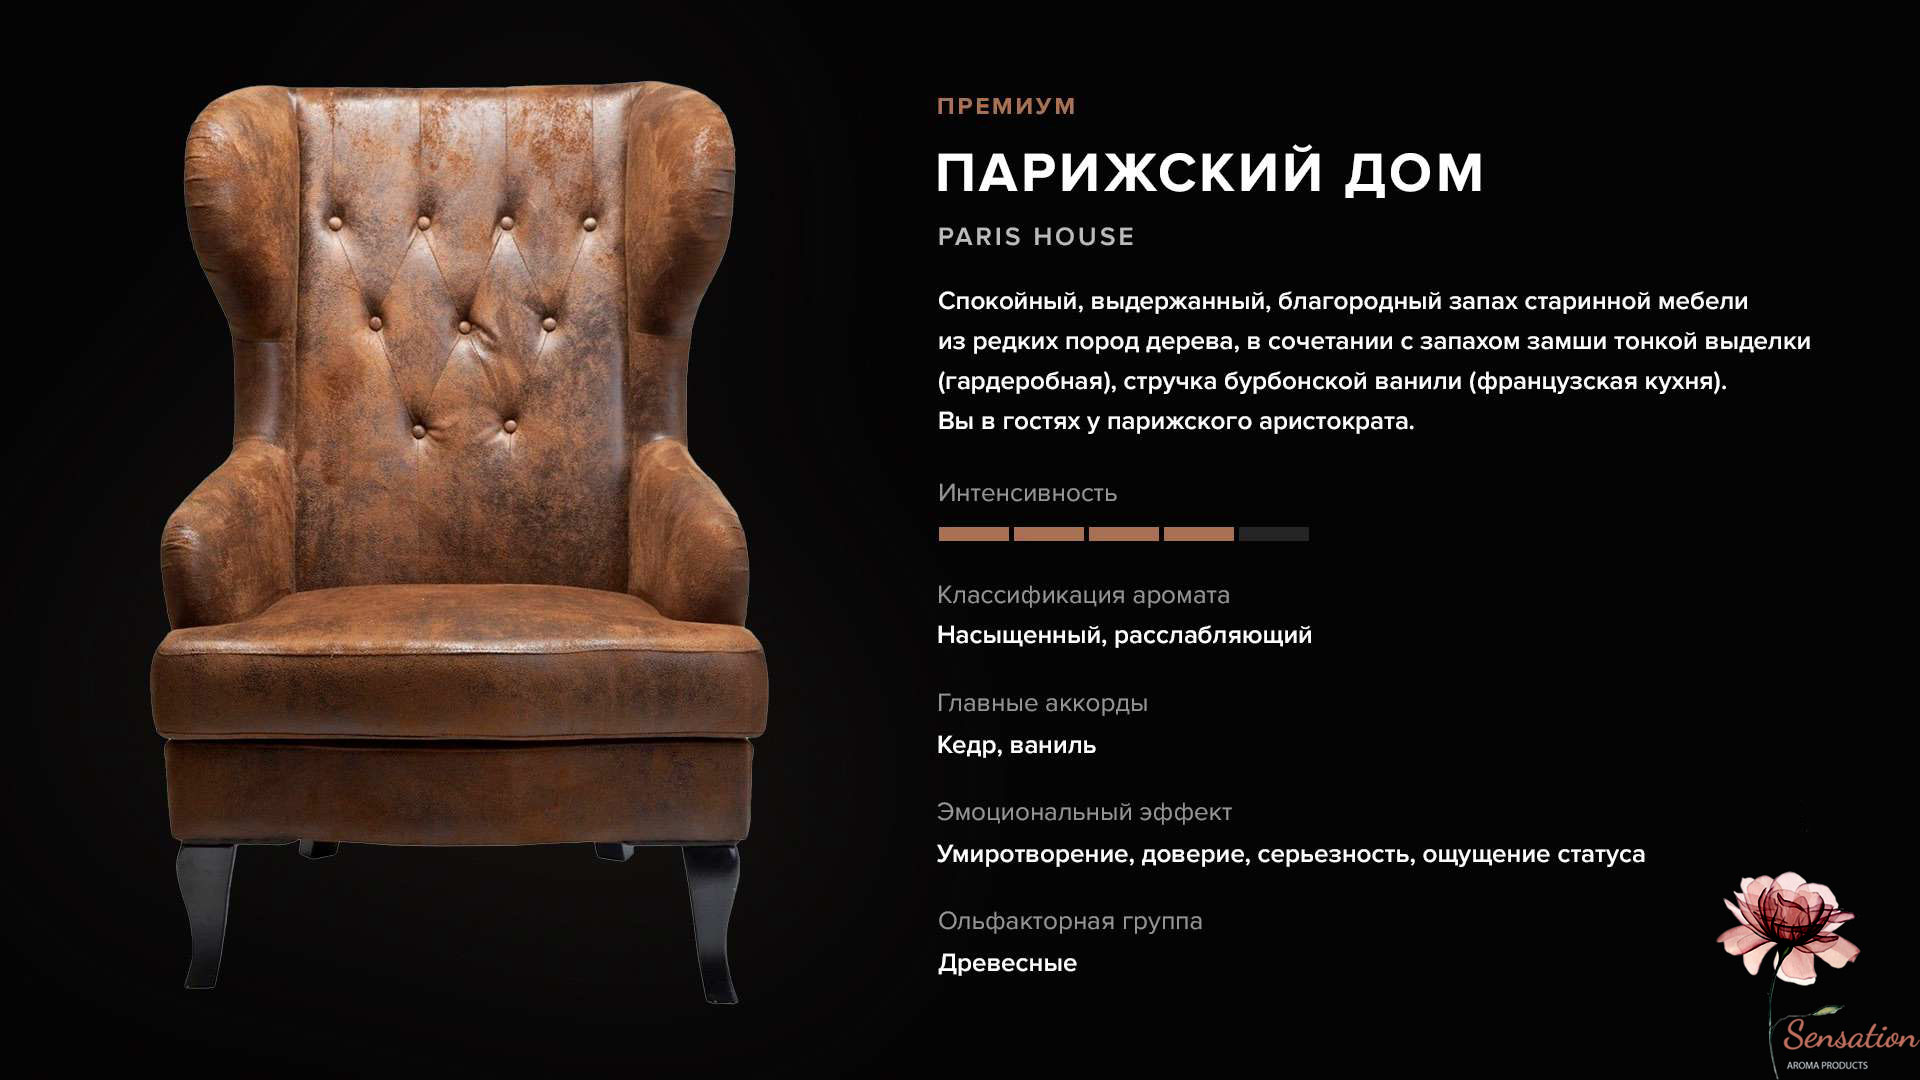 ПРЕМИУМ
ПАРИЖСКИЙ ДОМ
PARIS HOUSE
Спокойный, выдержанный, благородный запах старинной мебели
из редких пород дерева, в сочетании с запахом замши тонкой выделки
(гардеробная), стручка бурбонской ванили (французская кухня).
Вы в гостях у парижского аристократа.
Интенсивность
Классификация аромата
Насыщенный, расслабляющий
Главные аккорды
Кедр, ваниль
Эмоциональный эффект
Умиротворение, доверие, серьезность, ощущение статуса
Ольфакторная группа
Древесные
Sensation
AROMA PRODUCTS